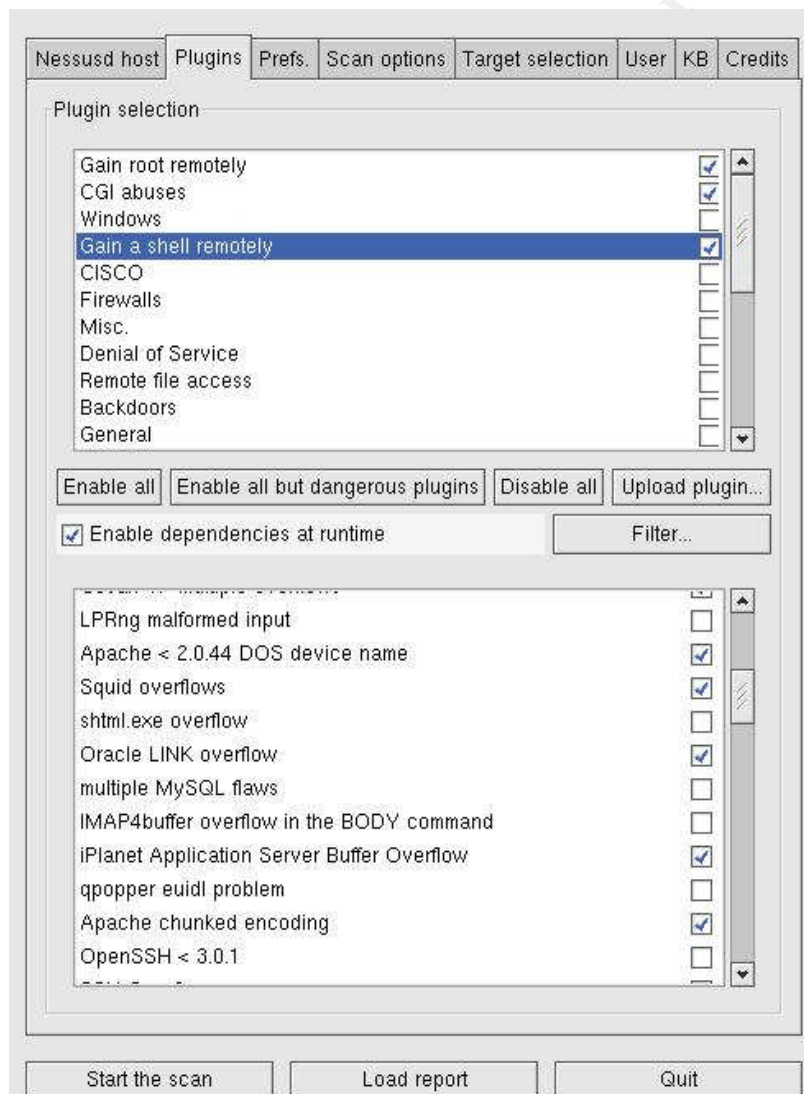 Nessusd host Plugins Prefs. Scan options Target selection User KB Credits
Plugin selection
Gain root remotely
CGI abuses
Windows
Gain a shell remotely
CISCO
Firewalls
Misc.
Denial of Service
Remote file access
Backdoors
General
Enable all Enable all but dangerous plugins Disable all Upload plugin...
Enable dependencies at runtime Filter...
LPRng malformed input
Apache < 2.0.44 DOS device name
Squid overflows
shtml.exe overflow
Oracle LINK overflow
multiple MySQL flaws
IMAP4buffer overflow in the BODY command
iPlanet Application Server Buffer Overflow
qpopper euidl problem
Apache chunked encoding
OpenSSH < 3.0.1
Start the scan Load report Quit